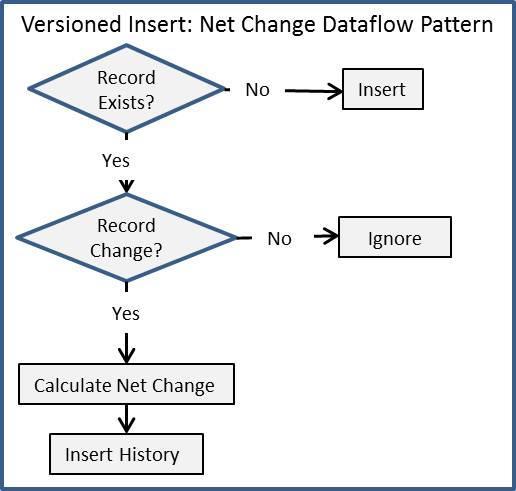 Versioned Insert: Net Change Dataflow Pattern
Record
Exists?
No
Insert
Yes
Record
Change?
No
Ignore
Yes
Calculate Net Change
Insert History